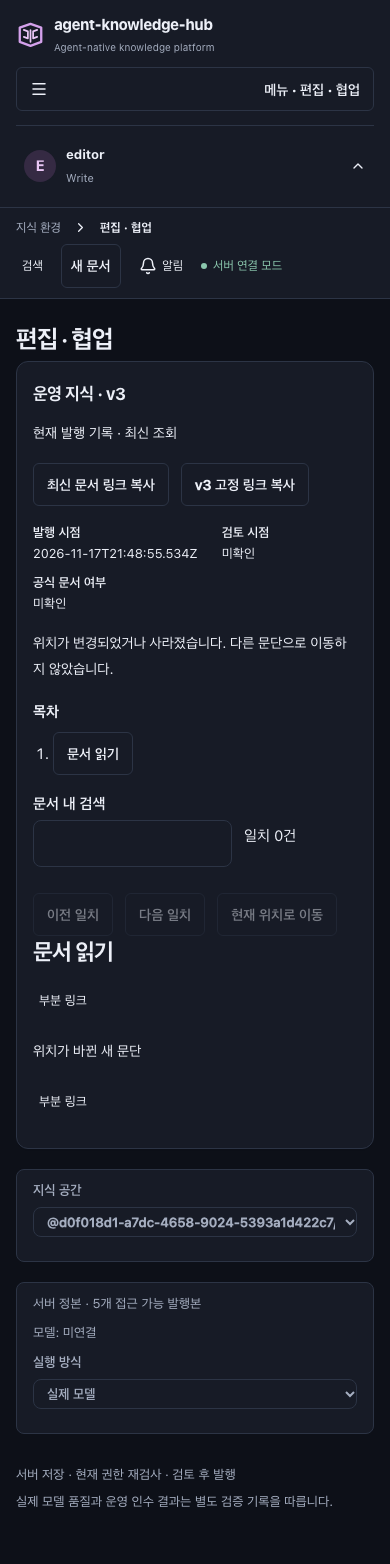 agent-knowledge-hub
Agent-native knowledge platform
메뉴 · 편집 · 협업
E
editor
Write
지식 환경 > 편집 · 협업
검색 새 문서 알림 서버 연결 모드
편집 · 협업
운영 지식 · v3
현재 발행 기록 · 최신 조회
최신 문서 링크 복사 v3 고정 링크 복사
발행 시점 검토 시점
2026-11-17T21:48:55.534Z 미확인
공식 문서 여부
미확인
위치가 변경되었거나 사라졌습니다. 다른 문단으로 이동하
지 않았습니다.
목차
1. 문서 읽기
문서 내 검색
일치 0건
이전 일치 다음 일치 현재 위치로 이동
문서 읽기
부분 링크
위치가 바뀐 새 문단
부분 링크
지식 공간
@d0f018d1-a7dc-4658-9024-5393a1d422c7/
서버 정본 · 5개 접근 가능 발행본
모델: 미연결
실행 방식
실제 모델
서버 저장 · 현재 권한 재검사 · 검토 후 발행
실제 모델 품질과 운영 인수 결과는 별도 검증 기록을 따릅니다.